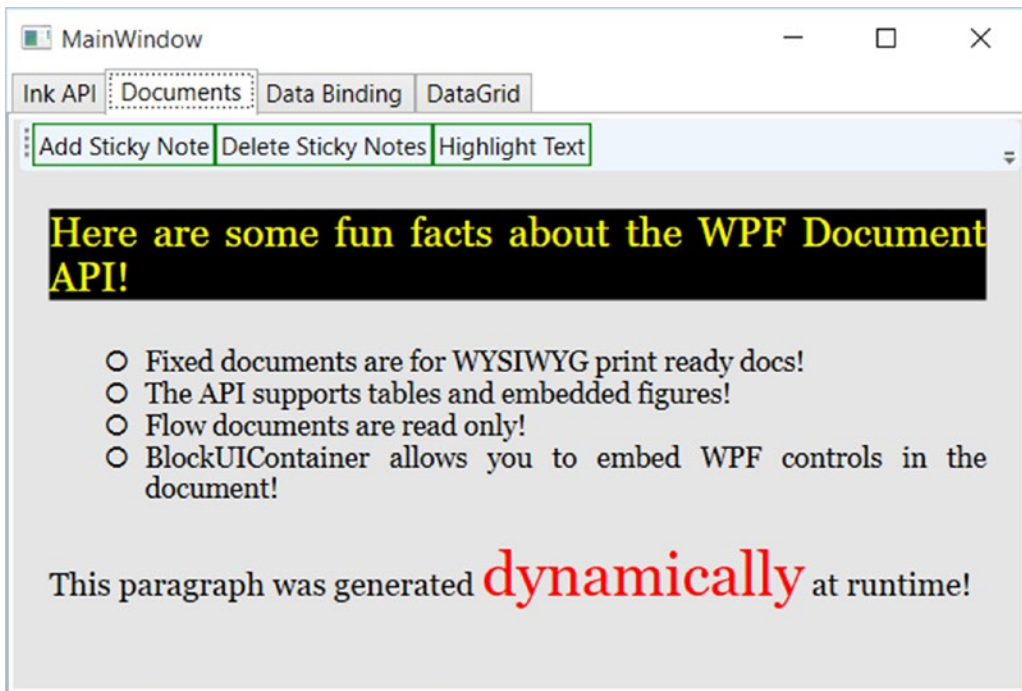 MainWindow
Ink API Documents Data Binding DataGrid
Add Sticky Note Delete Sticky Notes Highlight Text
Here are some fun facts about the WPF Document
API!
Fixed documents are for WYSIWYG print ready docs!
The API supports tables and embedded figures!
Flow documents are read only!
BlockUIContainer allows you to embed WPF controls in the
document!
This paragraph was generated dynamically at runtime!